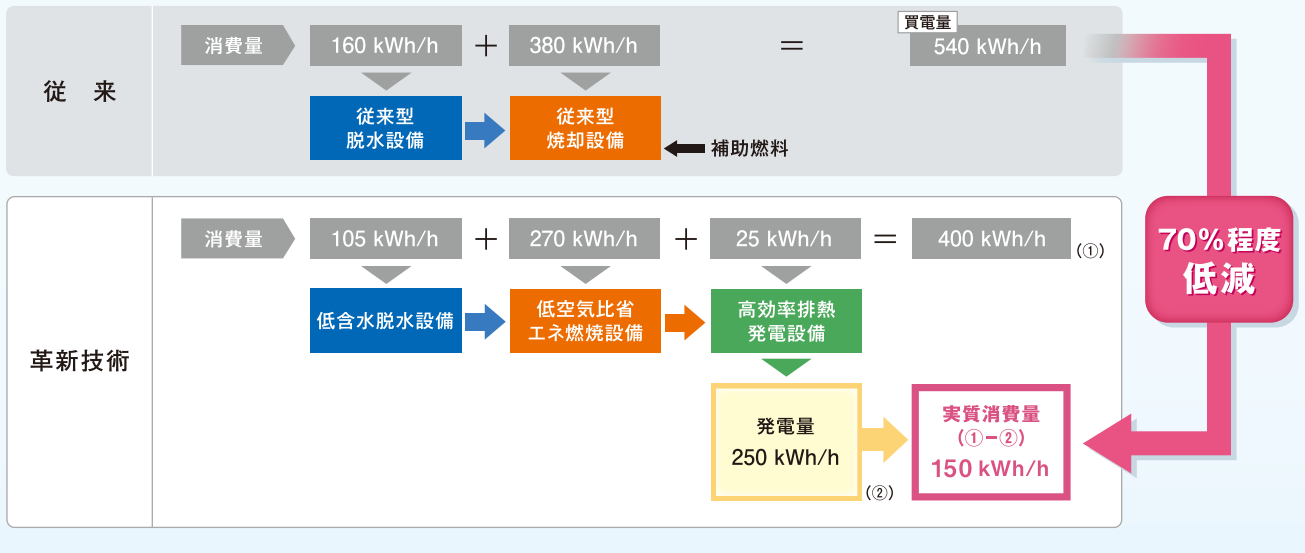 従 来
消費量
160 kWh/h
+
380 kWh/h
=
買電量
540 kWh/h
従来型
脱水設備
従来型
焼却設備
補助燃料
革新技術
消費量
105 kWh/h
+
270 kWh/h
+
25 kWh/h
=
400 kWh/h
(①)
低含水脱水設備
低空気比省
エネ燃焼設備
高効率排熱
発電設備
発電量
250 kWh/h
(②)
実質消費量
(①−②)
150 kWh/h
70%程度
低減